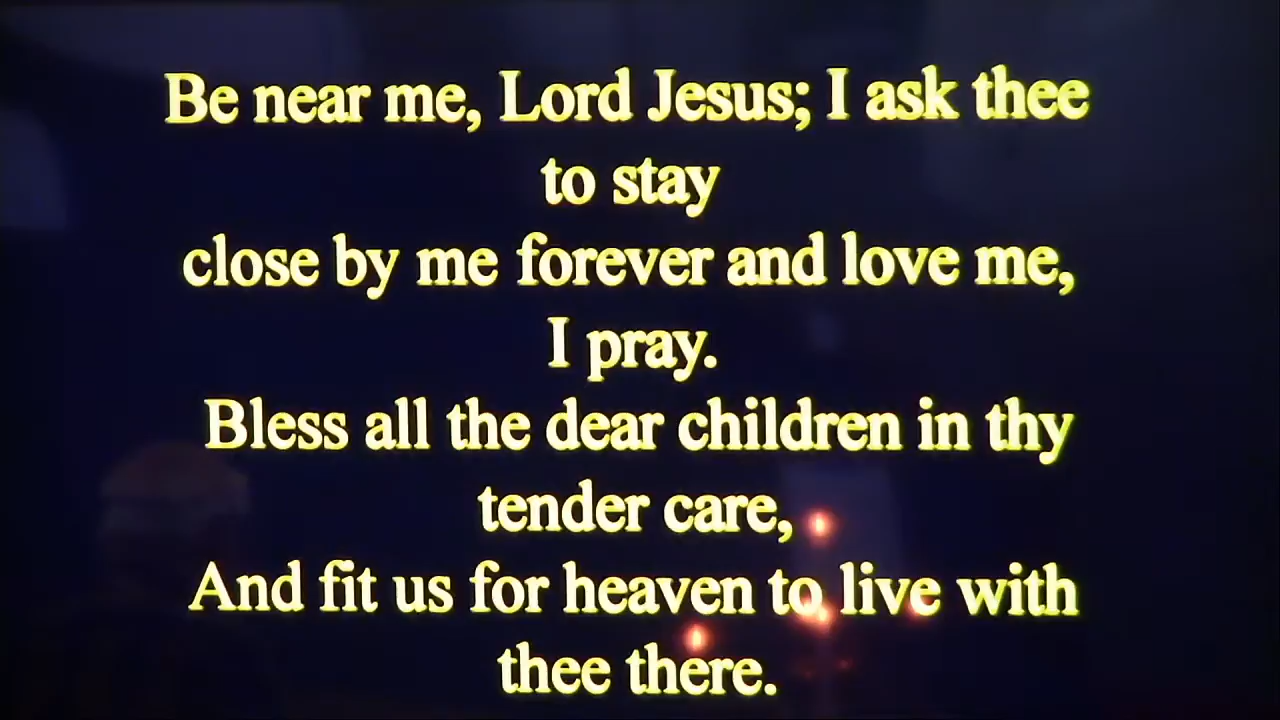 Be near me, Lord Jesus; I ask thee
to stay
close by me forever and love me,
I pray.
Bless all the dear children in thy
tender care,
And fit us for heaven to live with
thee there.